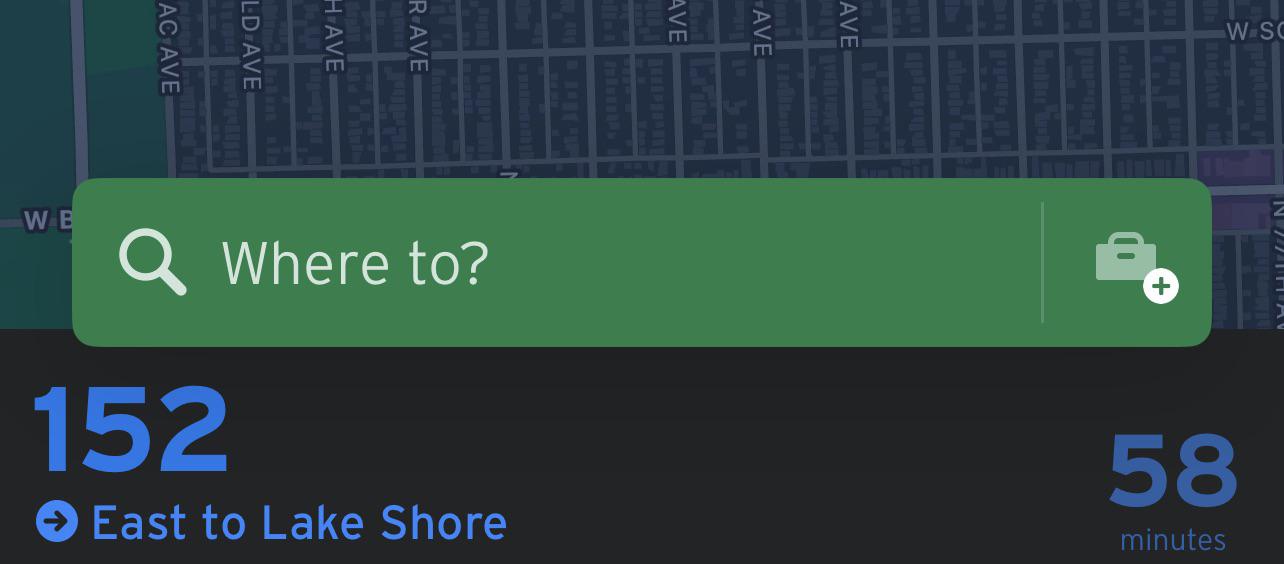 AC AVE
LD AVE
H AVE
R AVE
AVE
AVE
AVE
W SC
N
W B
Where to?
152
East to Lake Shore
58
minutes